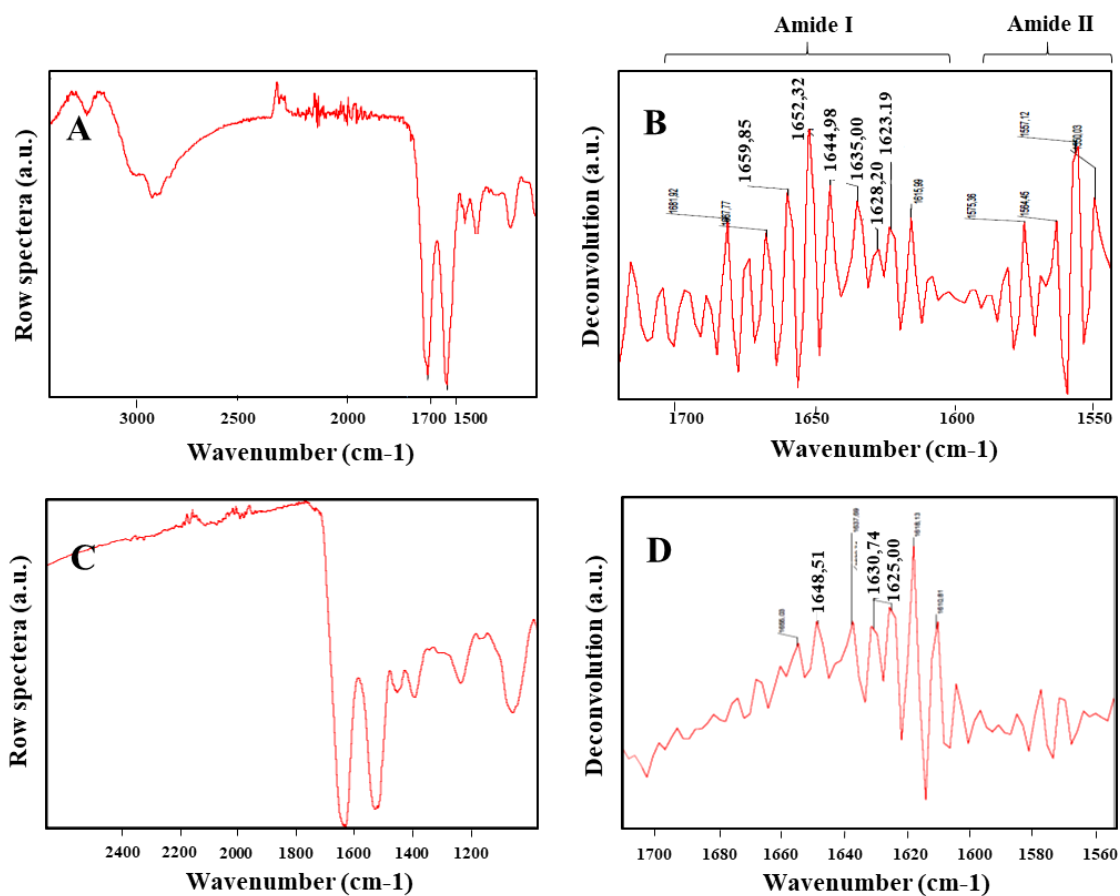 Amide I
Amide II
A
Row spectera (a.u.)
3000
2500
2000
1700
1500
Wavenumber (cm-1)
B
Deconvolution (a.u.)
1681,92
1659,85
1652,32
1644,98
1635,00
1628,20
1623.19
1615,99
1575,36
1564,45
1557,12
1700
1650
1600
1550
Wavenumber (cm-1)
C
Row spectera (a.u.)
2400
2200
2000
1800
1600
1400
1200
Wavenumber (cm-1)
D
Deconvolution (a.u.)
1648,51
1637,69
1630,74
1625,00
1618,13
1610,81
1700
1680
1660
1640
1620
1600
1580
1560
Wavenumber (cm-1)